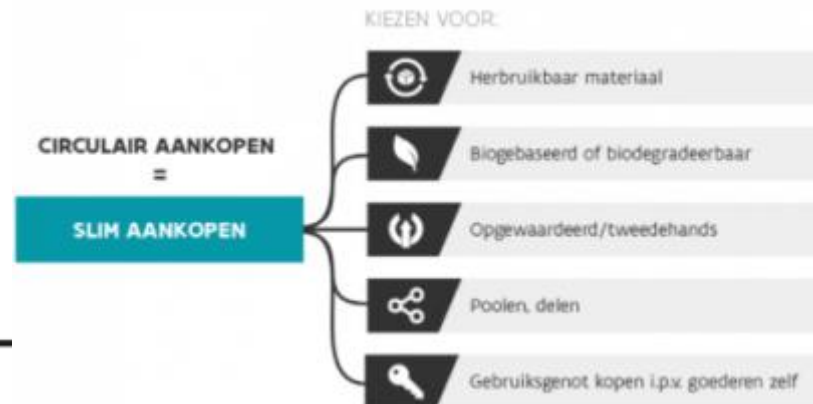 KIEZEN VOOR:
CIRCULAIR AANKOPEN
=
SLIM AANKOPEN
Herbruikbaar materiaal
Biogebaseerd of biodegradeerbaar
Opgewaardeerd/tweedehands
Poolen, delen
Gebruiksgenot kopen i.p.v. goederen zelf